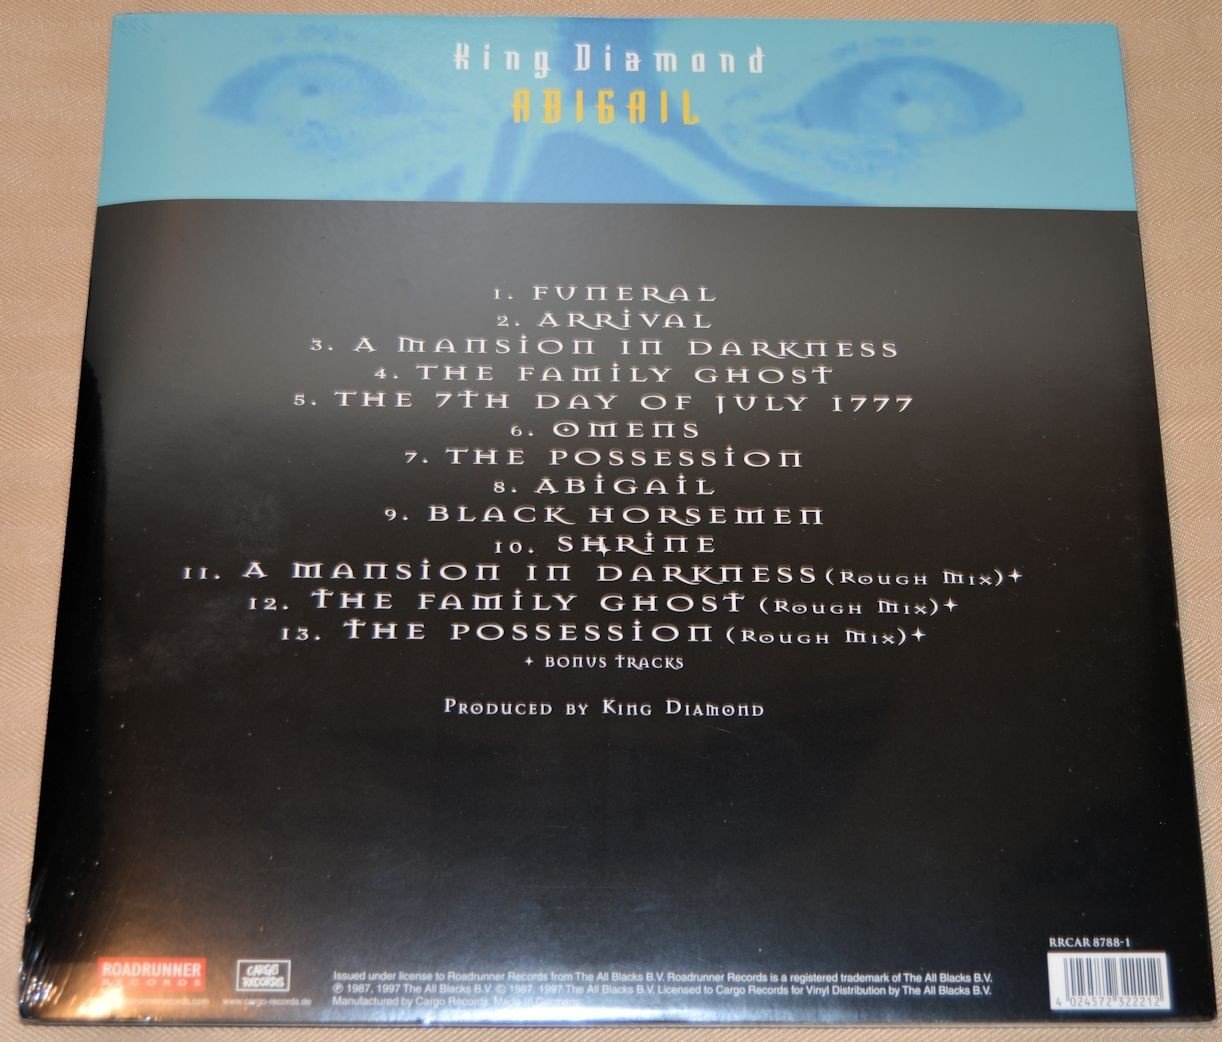 King Diamond
ABIGAIL
1. FUNERAL
2. ARRIVAL
3. A MANSION IN DARKNESS
4. THE FAMILY GHOST
5. THE 7TH DAY OF JULY 1777
6. OMENS
7. THE POSSESSION
8. ABIGAIL
9. BLACK HORSEMEN
10. SHRINE
11. A MANSION IN DARKNESS (ROUGH MIX)✦
12. THE FAMILY GHOST (ROUGH MIX)✦
13. THE POSSESSION (ROUGH MIX)✦
✦ BONUS TRACKS
PRODUCED BY KING DIAMOND
RRCAR 8788-1
ROADRUNNER
RECORDS
CARGO
RECORDS
www.cargo-records.de
Issued under license to Roadrunner Records from The All Blacks B.V. Roadrunner Records is a registered trademark of The All Blacks B.V.
℗ 1987, 1997 The All Blacks B.V. © 1987, 1997 The All Blacks B.V. Licensed to Cargo Records for Vinyl Distribution by The All Blacks B.V.
Manufactured by Cargo Records. Made in Germany.
4 024572 322212